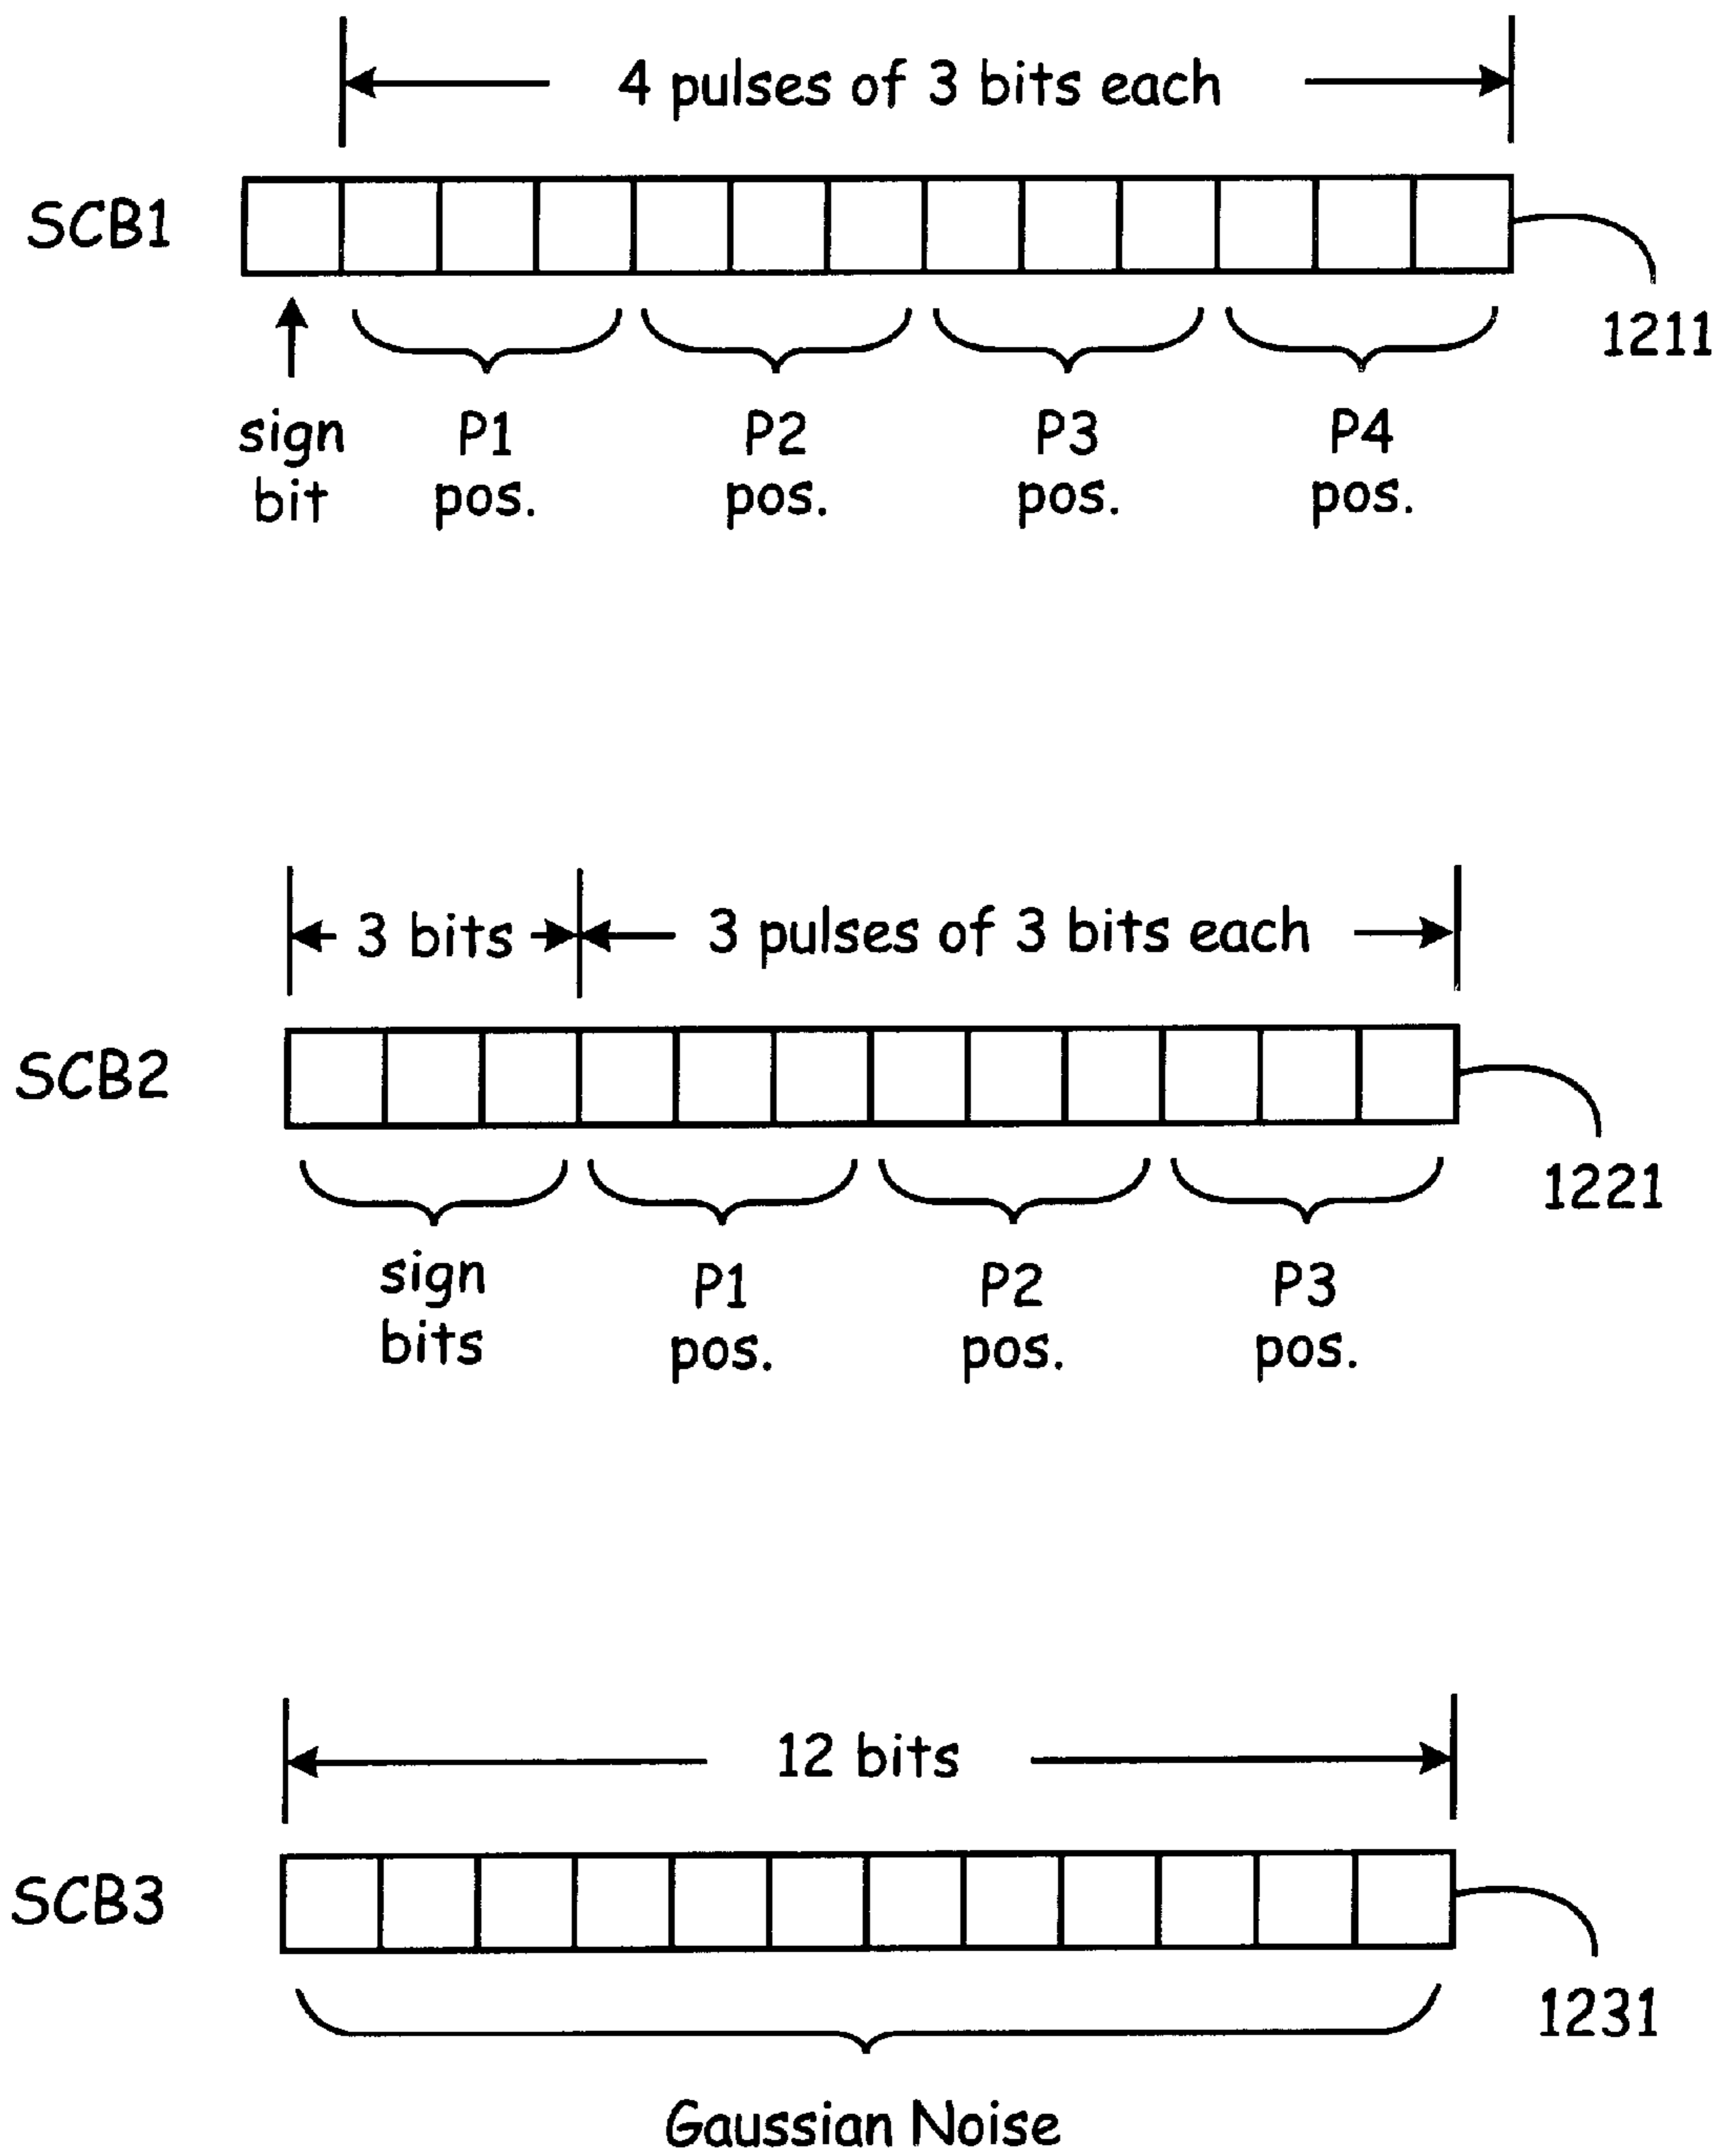 4 pulses of 3 bits each
SCB1
1211
sign
bit
P1
pos.
P2
pos.
P3
pos.
P4
pos.
3 bits
3 pulses of 3 bits each
SCB2
1221
sign
bits
P1
pos.
P2
pos.
P3
pos.
12 bits
SCB3
1231
Gaussian Noise